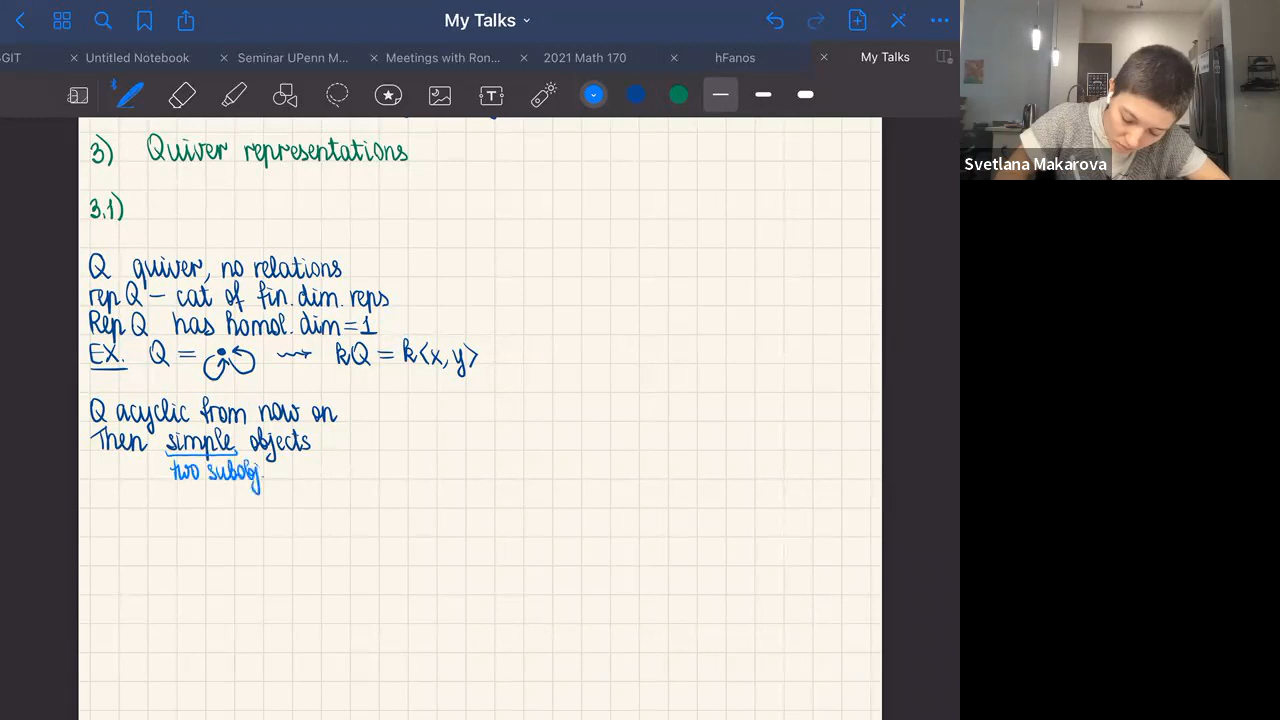 My Talks
GIT
Untitled Notebook
Seminar UPenn M...
Meetings with Ron...
2021 Math 170
hFanos
My Talks
Svetlana Makarova
3) Quiver representations
3.1)
Q quiver, no relations
rep Q – cat of fin. dim. reps
Rep Q has homol. dim = 1
EX. Q = ⇝ kQ = k⟨x, y⟩
Q acyclic from now on
Then simple objects
two subobj.